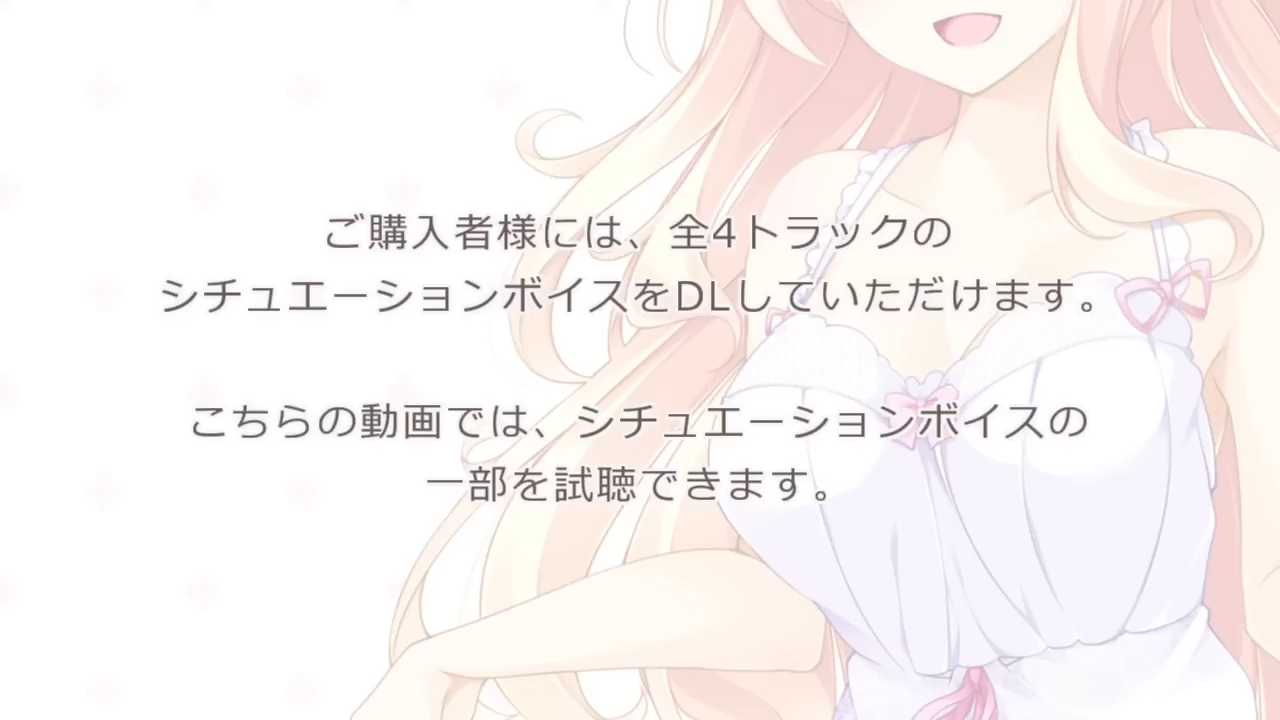 ご購入者様には、全4トラックの
シチュエーションボイスをDLしていただけます。
こちらの動画では、シチュエーションボイスの
一部を試聴できます。